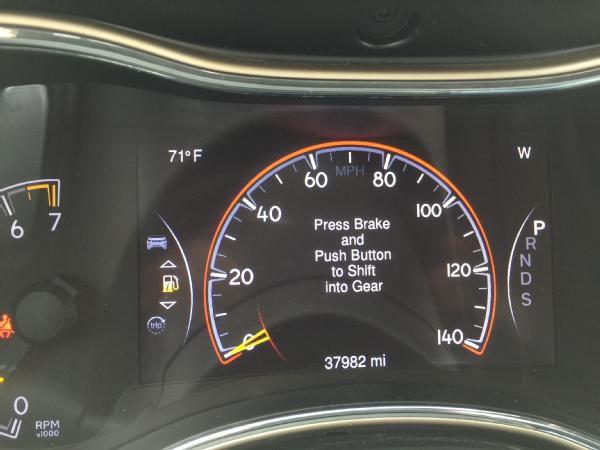 71°F
W
MPH
60
80
40
100
20
120
0
140
Press Brake
and
Push Button
to Shift
into Gear
P
R
N
D
S
trip
37982 mi
6
7
0
RPM
x1000